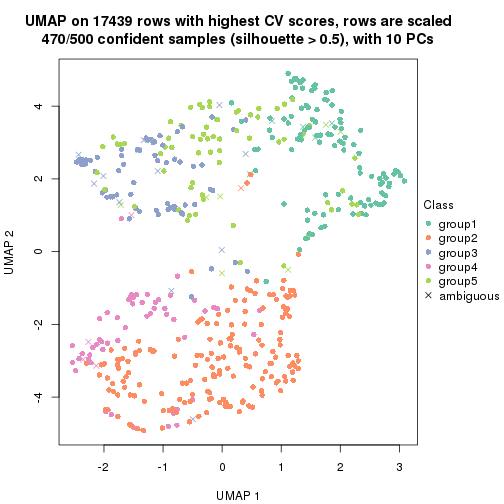 UMAP on 17439 rows with highest CV scores, rows are scaled
470/500 confident samples (silhouette > 0.5), with 10 PCs
4
2
0
-2
-4
UMAP 2
-2
-1
0
1
2
3
UMAP 1
Class
group1
group2
group3
group4
group5
ambiguous